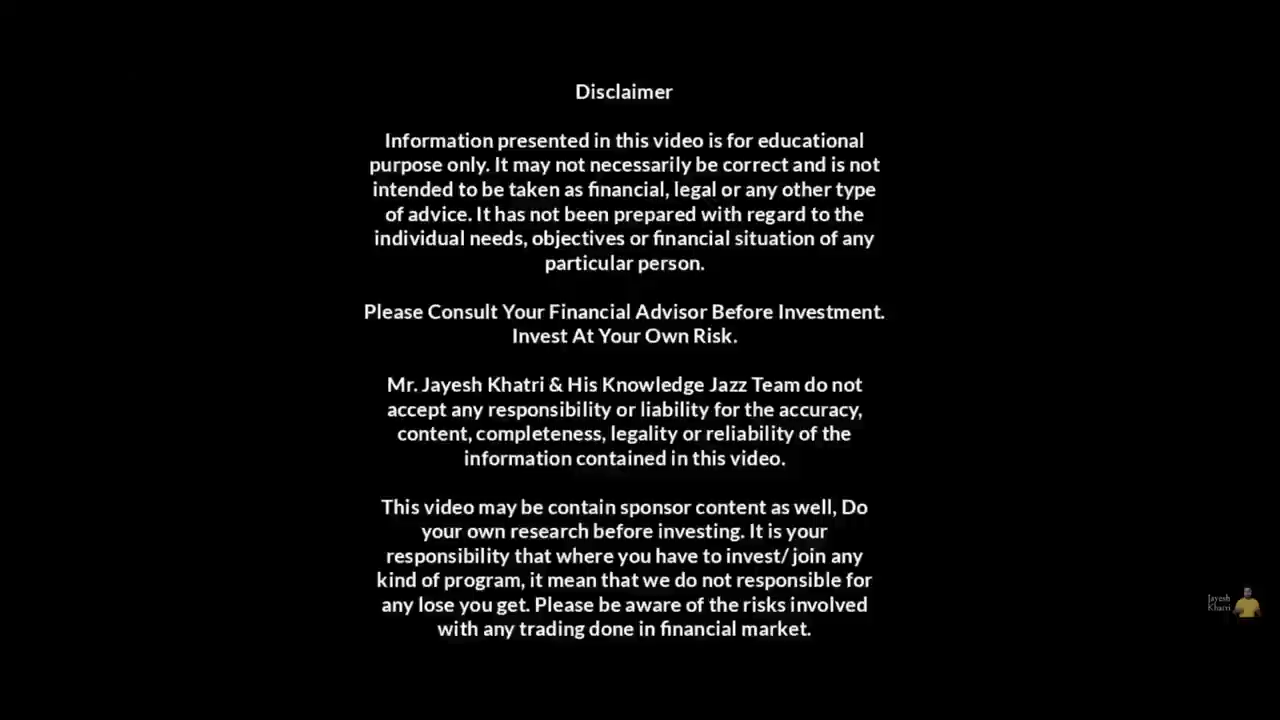 Disclaimer
Information presented in this video is for educational
purpose only. It may not necessarily be correct and is not
intended to be taken as financial, legal or any other type
of advice. It has not been prepared with regard to the
individual needs, objectives or financial situation of any
particular person.
Please Consult Your Financial Advisor Before Investment.
Invest At Your Own Risk.
Mr. Jayesh Khatri & His Knowledge Jazz Team do not
accept any responsibility or liability for the accuracy,
content, completeness, legality or reliability of the
information contained in this video.
This video may be contain sponsor content as well, Do
your own research before investing. It is your
responsibility that where you have to invest/ join any
kind of program, it mean that we do not responsible for
any lose you get. Please be aware of the risks involved
with any trading done in financial market.
Jayesh
Khatri